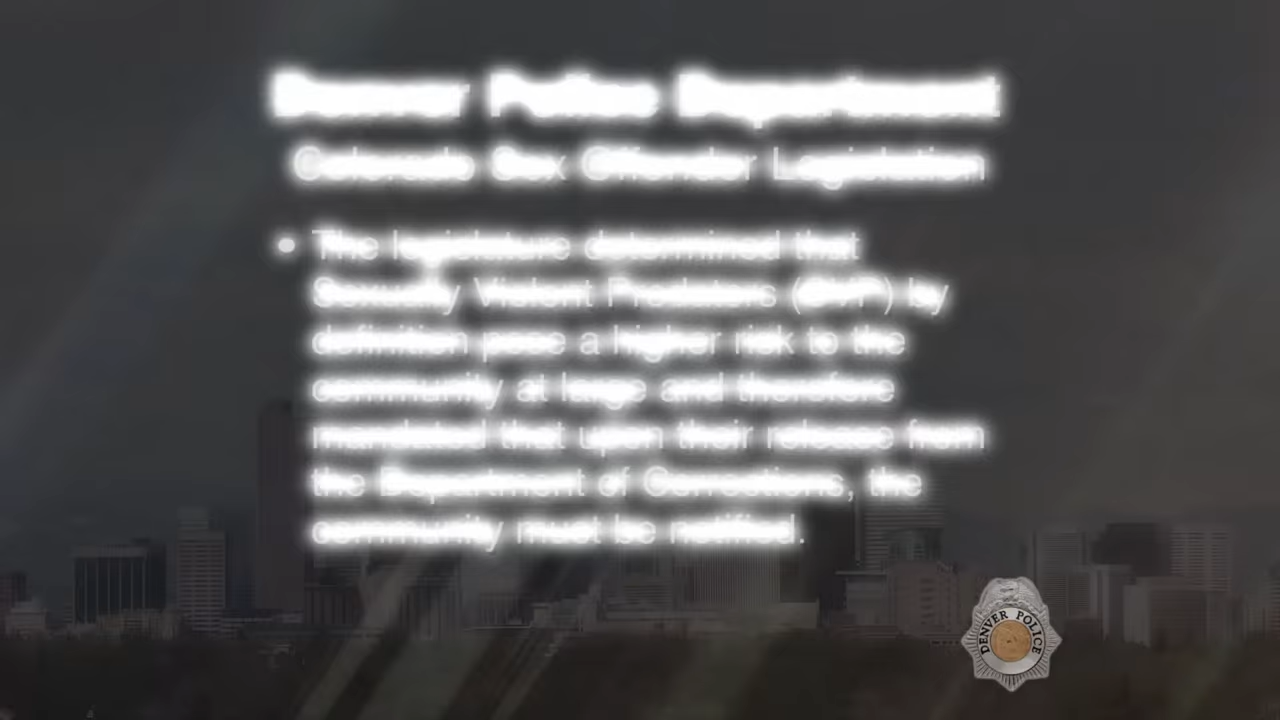 Denver Police Department
Colorado Sex Offender Legislation
• The legislature determined that
Sexually Violent Predators (SVP) by
definition pose a higher risk to the
community at large and therefore
mandated that upon their release from
the Department of Corrections, the
community must be notified.
DENVER POLICE